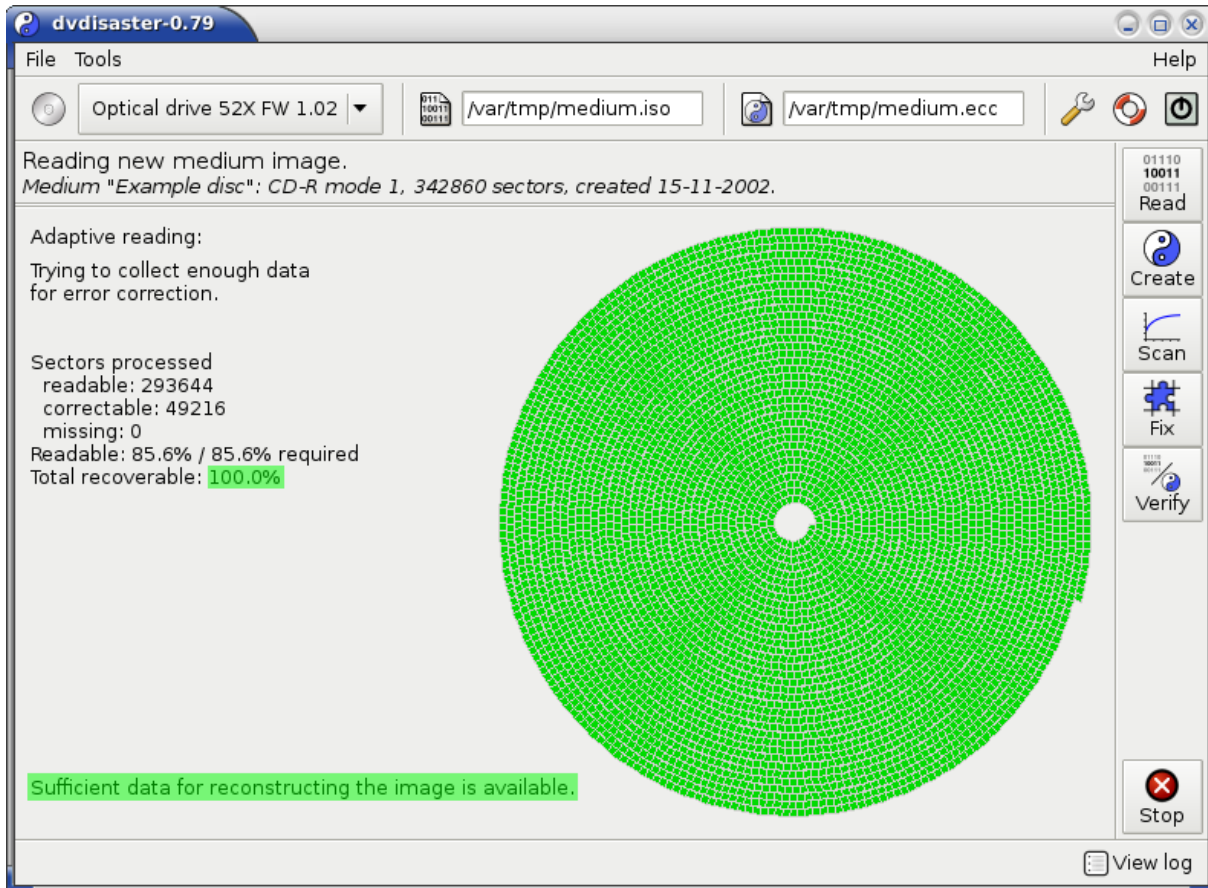 dvdisaster-0.79
File Tools Help
Optical drive 52X FW 1.02 /var/tmp/medium.iso /var/tmp/medium.ecc
Reading new medium image.
Medium "Example disc": CD-R mode 1, 342860 sectors, created 15-11-2002.
Adaptive reading:
Trying to collect enough data
for error correction.
Sectors processed
readable: 293644
correctable: 49216
missing: 0
Readable: 85.6% / 85.6% required
Total recoverable: 100.0%
Sufficient data for reconstructing the image is available.
01110
10011
00111
Read
Create
Scan
Fix
Verify
Stop
View log